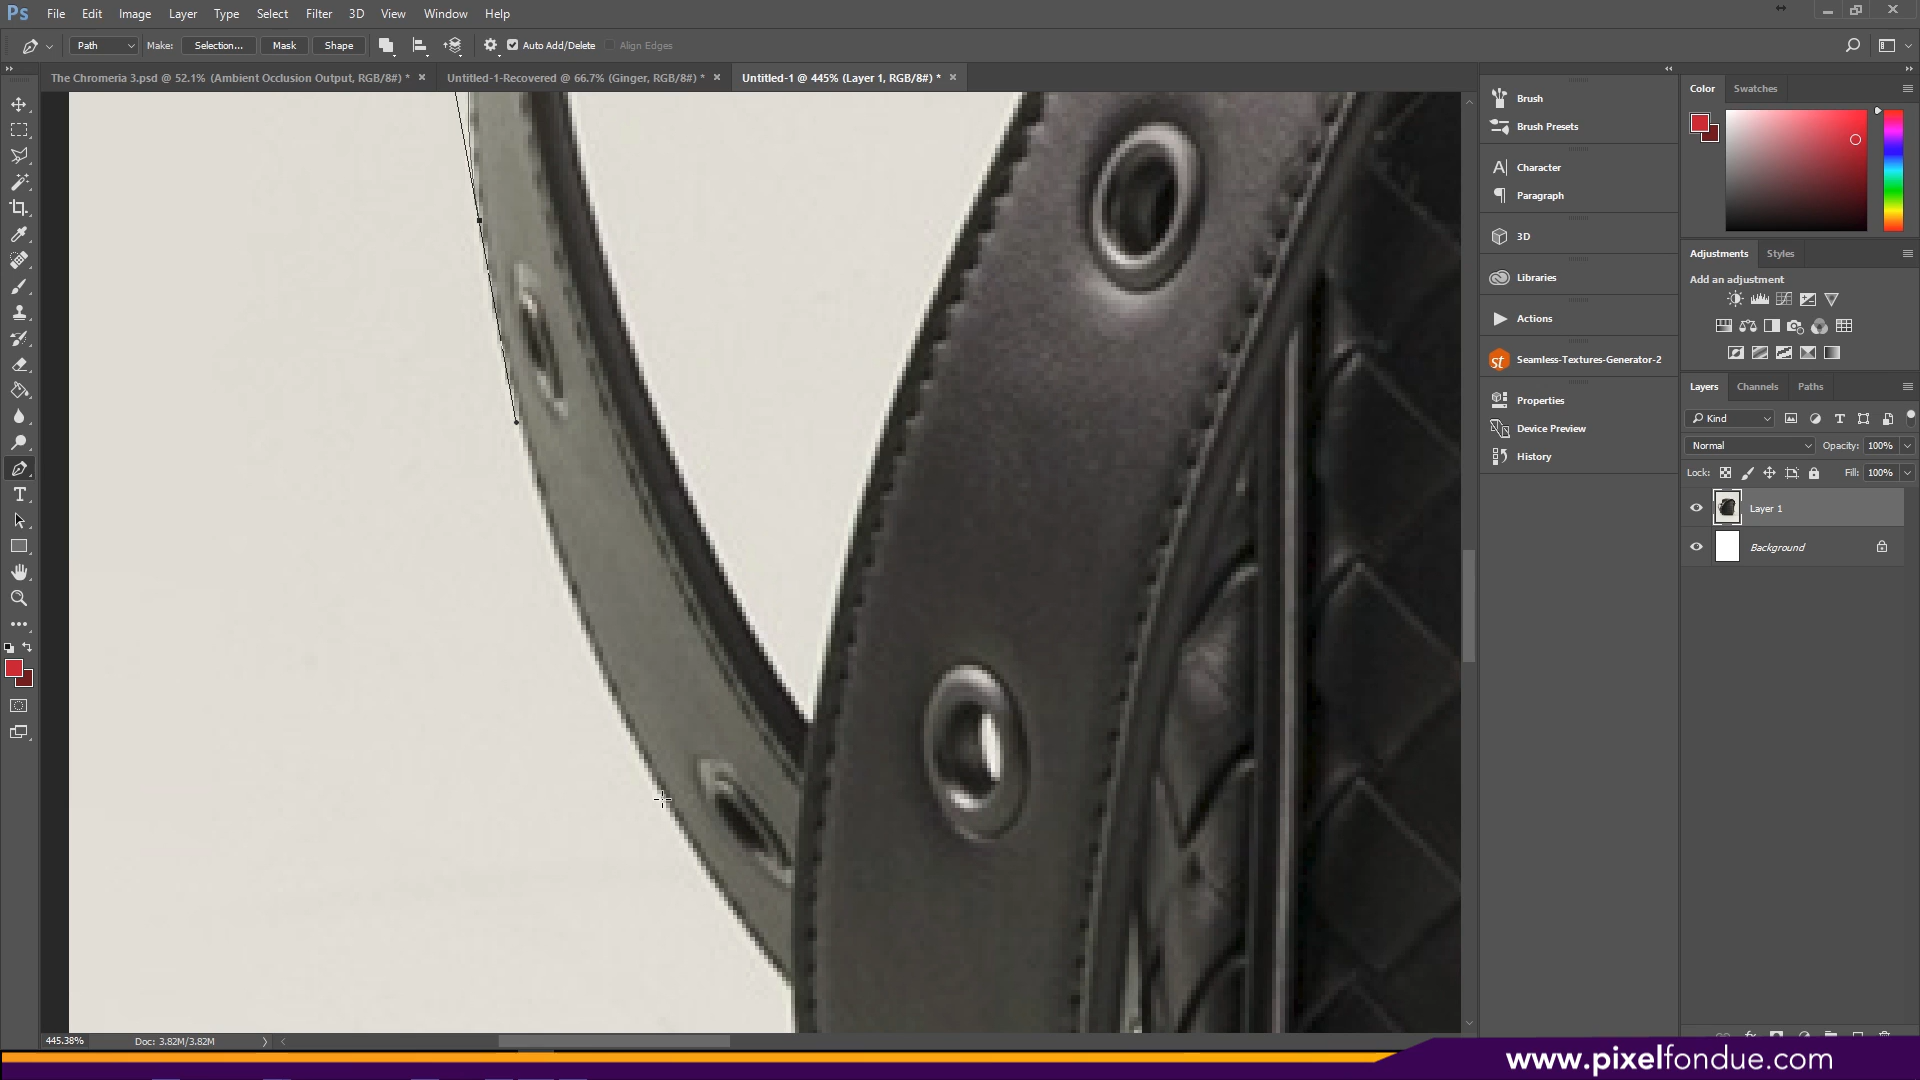 Ps File Edit Image Layer Type Select Filter 3D View Window Help
Path Make: Selection... Mask Shape Auto Add/Delete Align Edges
The Chromeria 3.psd @ 52.1% (Ambient Occlusion Output, RGB/8#) * Untitled-1-Recovered @ 66.7% (Ginger, RGB/8#) * Untitled-1 @ 445% (Layer 1, RGB/8#) *
Brush
Brush Presets
Character
Paragraph
3D
Libraries
Actions
st Seamless-Textures-Generator-2
Properties
Device Preview
History
Color Swatches
Adjustments Styles
Add an adjustment
Layers Channels Paths
Kind
Normal Opacity: 100%
Lock: Fill: 100%
Layer 1
Background
445.38% Doc: 3.82M/3.82M
www.pixelfondue.com